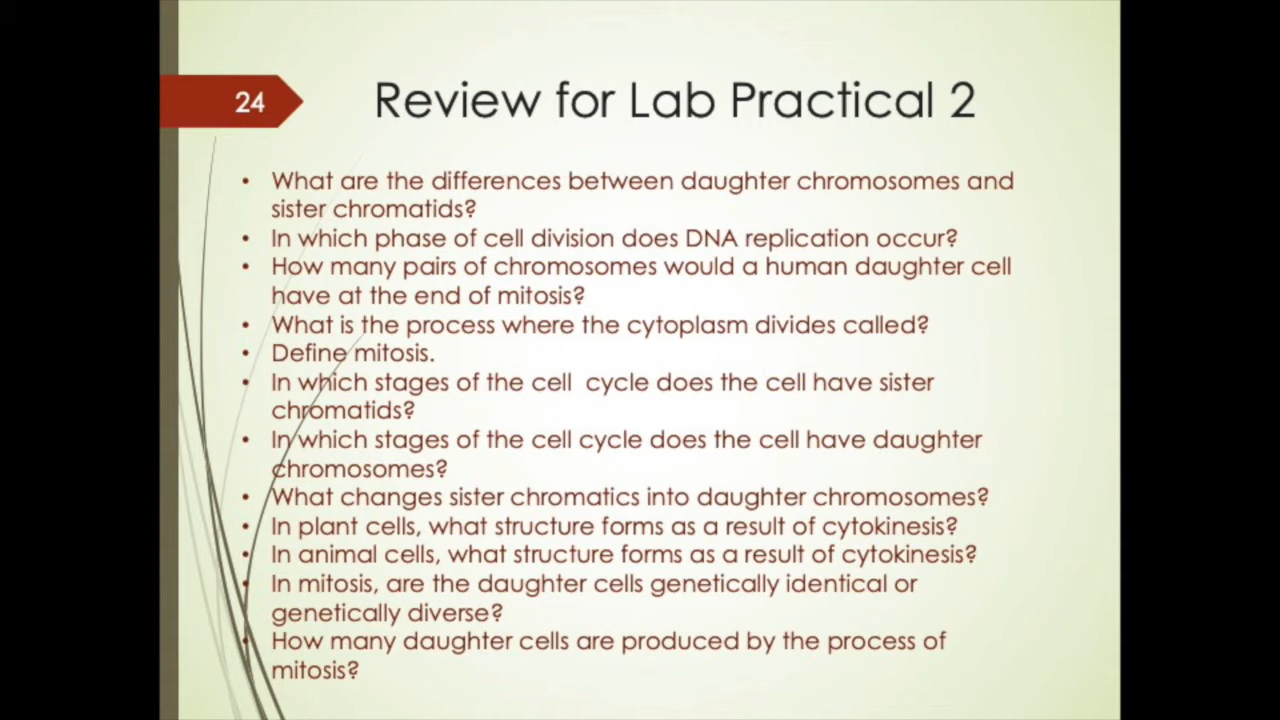 24
Review for Lab Practical 2
• What are the differences between daughter chromosomes and
sister chromatids?
• In which phase of cell division does DNA replication occur?
• How many pairs of chromosomes would a human daughter cell
have at the end of mitosis?
• What is the process where the cytoplasm divides called?
• Define mitosis.
• In which stages of the cell  cycle does the cell have sister
chromatids?
• In which stages of the cell cycle does the cell have daughter
chromosomes?
• What changes sister chromatics into daughter chromosomes?
• In plant cells, what structure forms as a result of cytokinesis?
• In animal cells, what structure forms as a result of cytokinesis?
• In mitosis, are the daughter cells genetically identical or
genetically diverse?
• How many daughter cells are produced by the process of
mitosis?